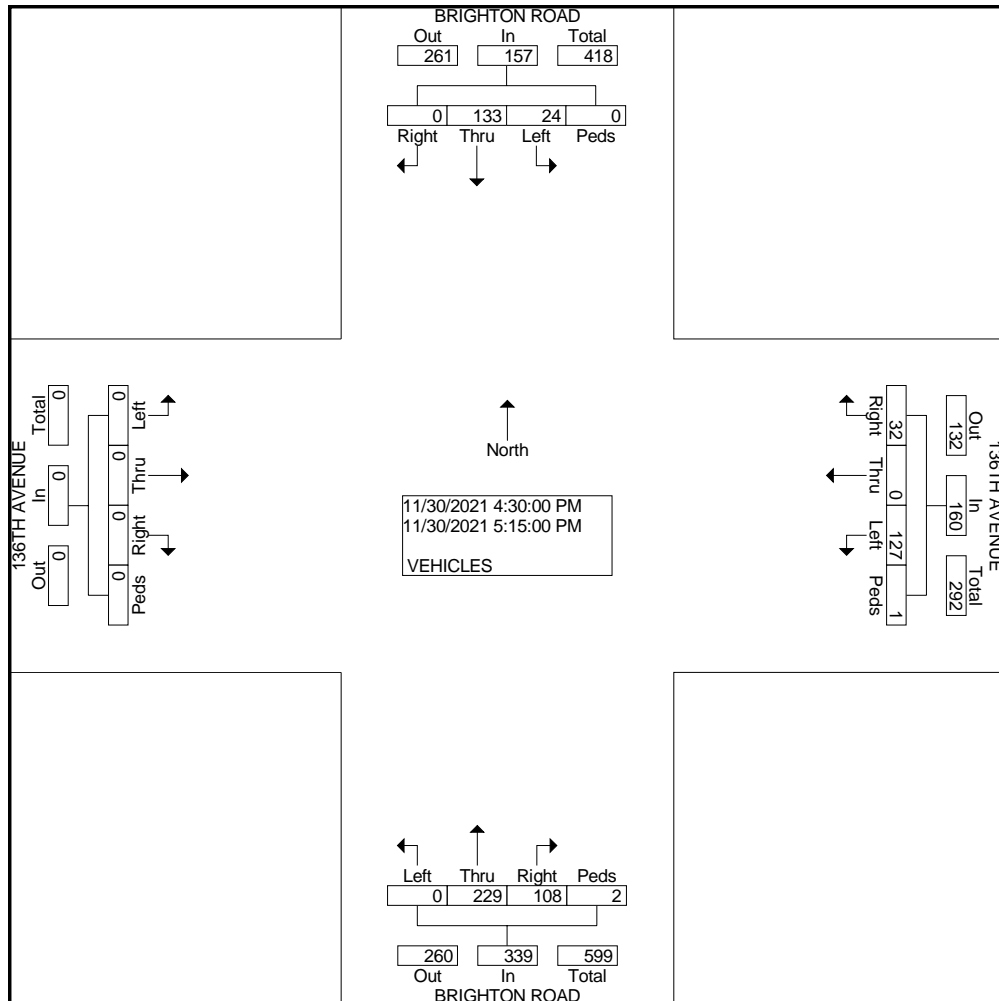 BRIGHTON ROAD
Out In Total
261 157 418
0 133 24 0
Right Thru Left Peds
136TH AVENUE
Total In Out
0 0 0
0 0 0 0
Left Thru Right Peds
North
11/30/2021 4:30:00 PM
11/30/2021 5:15:00 PM
VEHICLES
Right Thru Left Peds
32 0 127 1
132 160 292
Out In Total
136TH AVENUE
Left Thru Right Peds
0 229 108 2
260 339 599
Out In Total
BRIGHTON ROAD